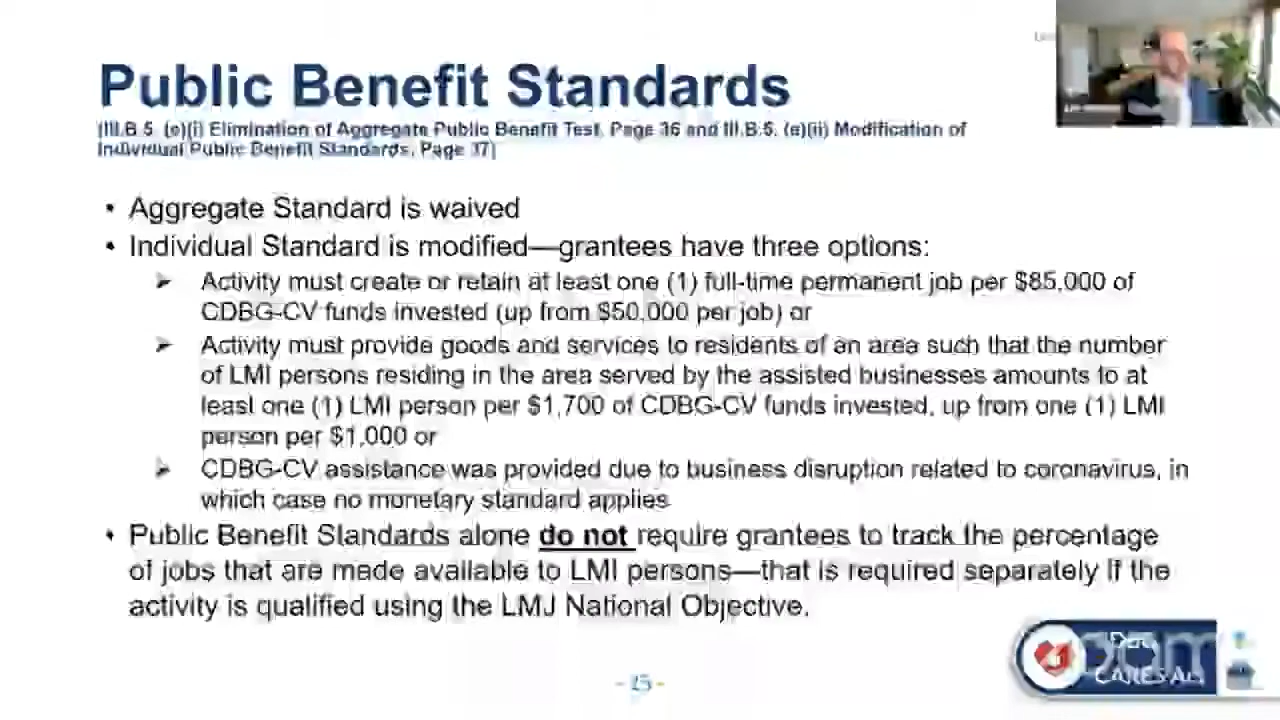 Public Benefit Standards
(III.B.5. (e)(i) Elimination of Aggregate Public Benefit Test, Page 36 and III.B.5. (e)(ii) Modification of
Individual Public Benefit Standards, Page 37)
• Aggregate Standard is waived
• Individual Standard is modified—grantees have three options:
➢ Activity must create or retain at least one (1) full-time permanent job per $85,000 of
CDBG-CV funds invested (up from $50,000 per job) or
➢ Activity must provide goods and services to residents of an area such that the number
of LMI persons residing in the area served by the assisted businesses amounts to at
least one (1) LMI person per $1,700 of CDBG-CV funds invested, up from one (1) LMI
person per $1,000 or
➢ CDBG-CV assistance was provided due to business disruption related to coronavirus, in
which case no monetary standard applies
• Public Benefit Standards alone do not require grantees to track the percentage
of jobs that are made available to LMI persons—that is required separately if the
activity is qualified using the LMJ National Objective.
CARES Act
- 15 -